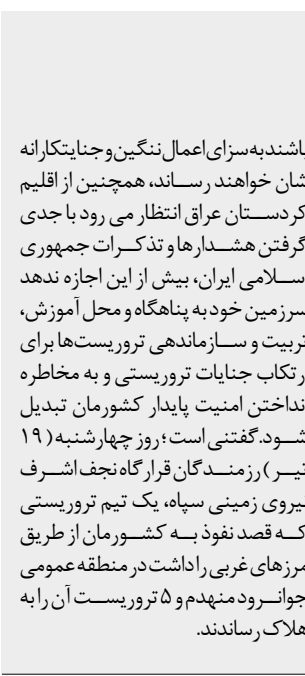 باشند به سزای اعمال ننگین و جنایتکارانه
شان خواهند رساند، همچنین از اقلیم
کردستان عراق انتظار می رود با جدی
گرفتن هشدارها و تذکرات جمهوری
سلامی ایران، بیش از این اجازه ندهد
سرزمین خود به پناهگاه و محل آموزش،
تربیت و سازماندهی تروریست‌ها برای
رتکاب جنایات تروریستی و به مخاطره
نداختن امنیت پایدار کشورمان تبدیل
شود. گفتنی است؛ روز چهارشنبه ( ۱۹
تیر ) رزمندگان قرارگاه نجف اشرف
نیروی زمینی سپاه، یک تیم تروریستی
که قصد نفوذ به کشورمان از طریق
مرزهای غربی را داشت در منطقه عمومی
جوانرود منهدم و ۵ تروریست آن را به
هلاک رساندند.